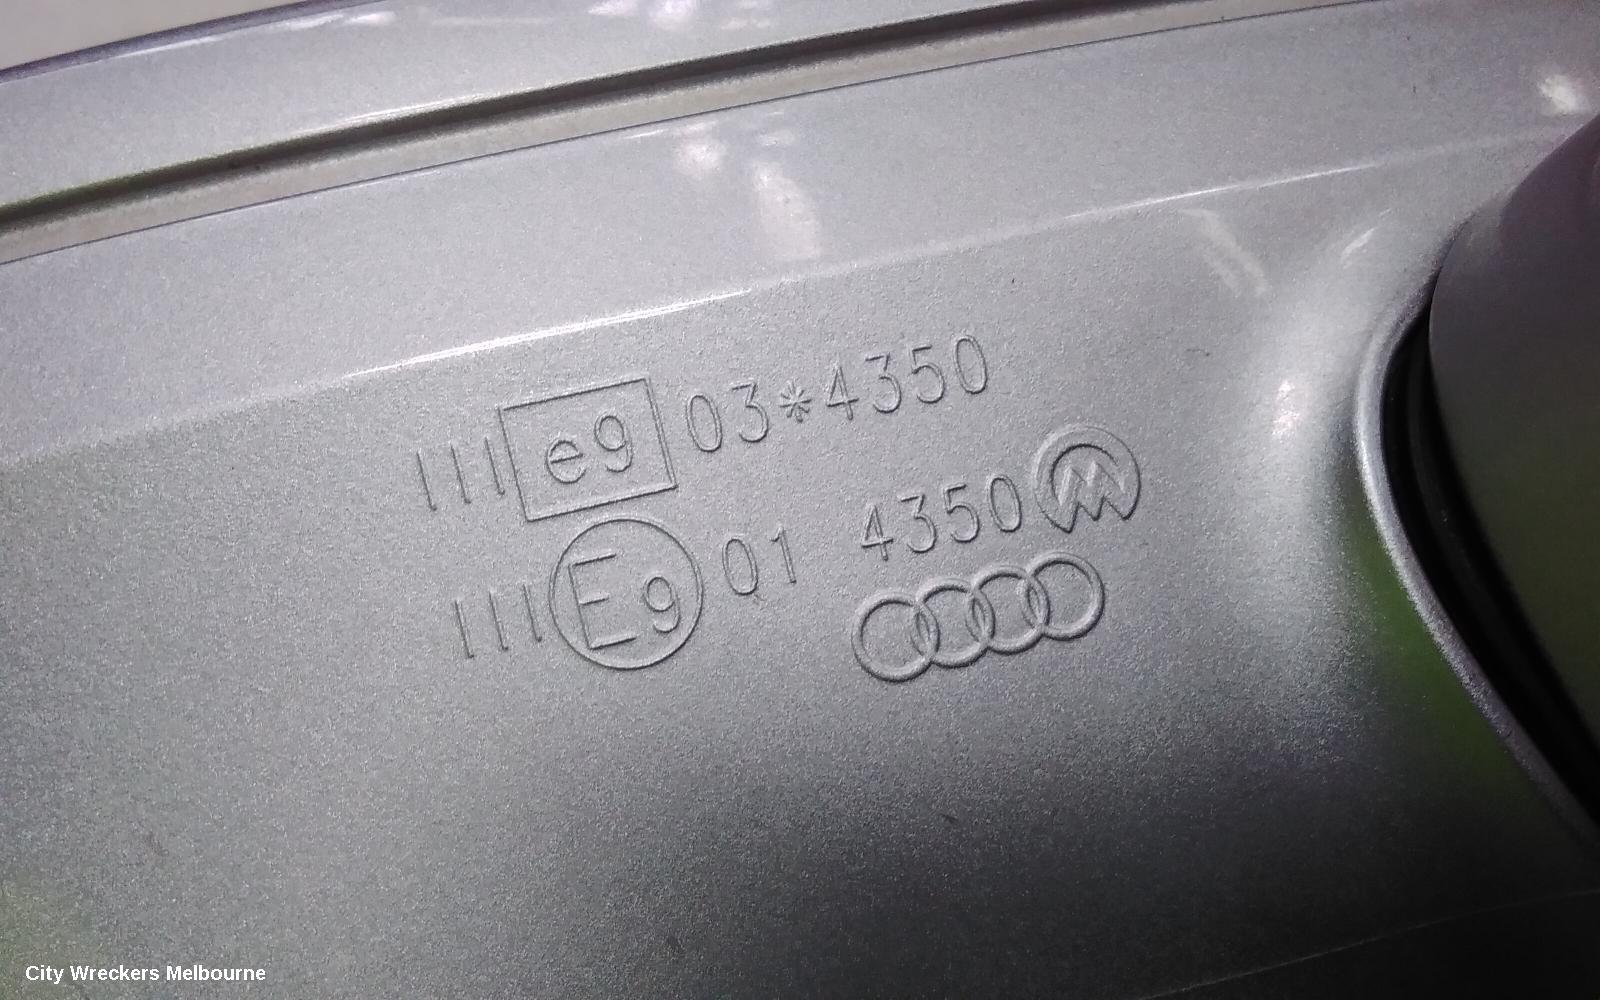 III e9 03*4350
III E9 01 4350
City Wreckers Melbourne